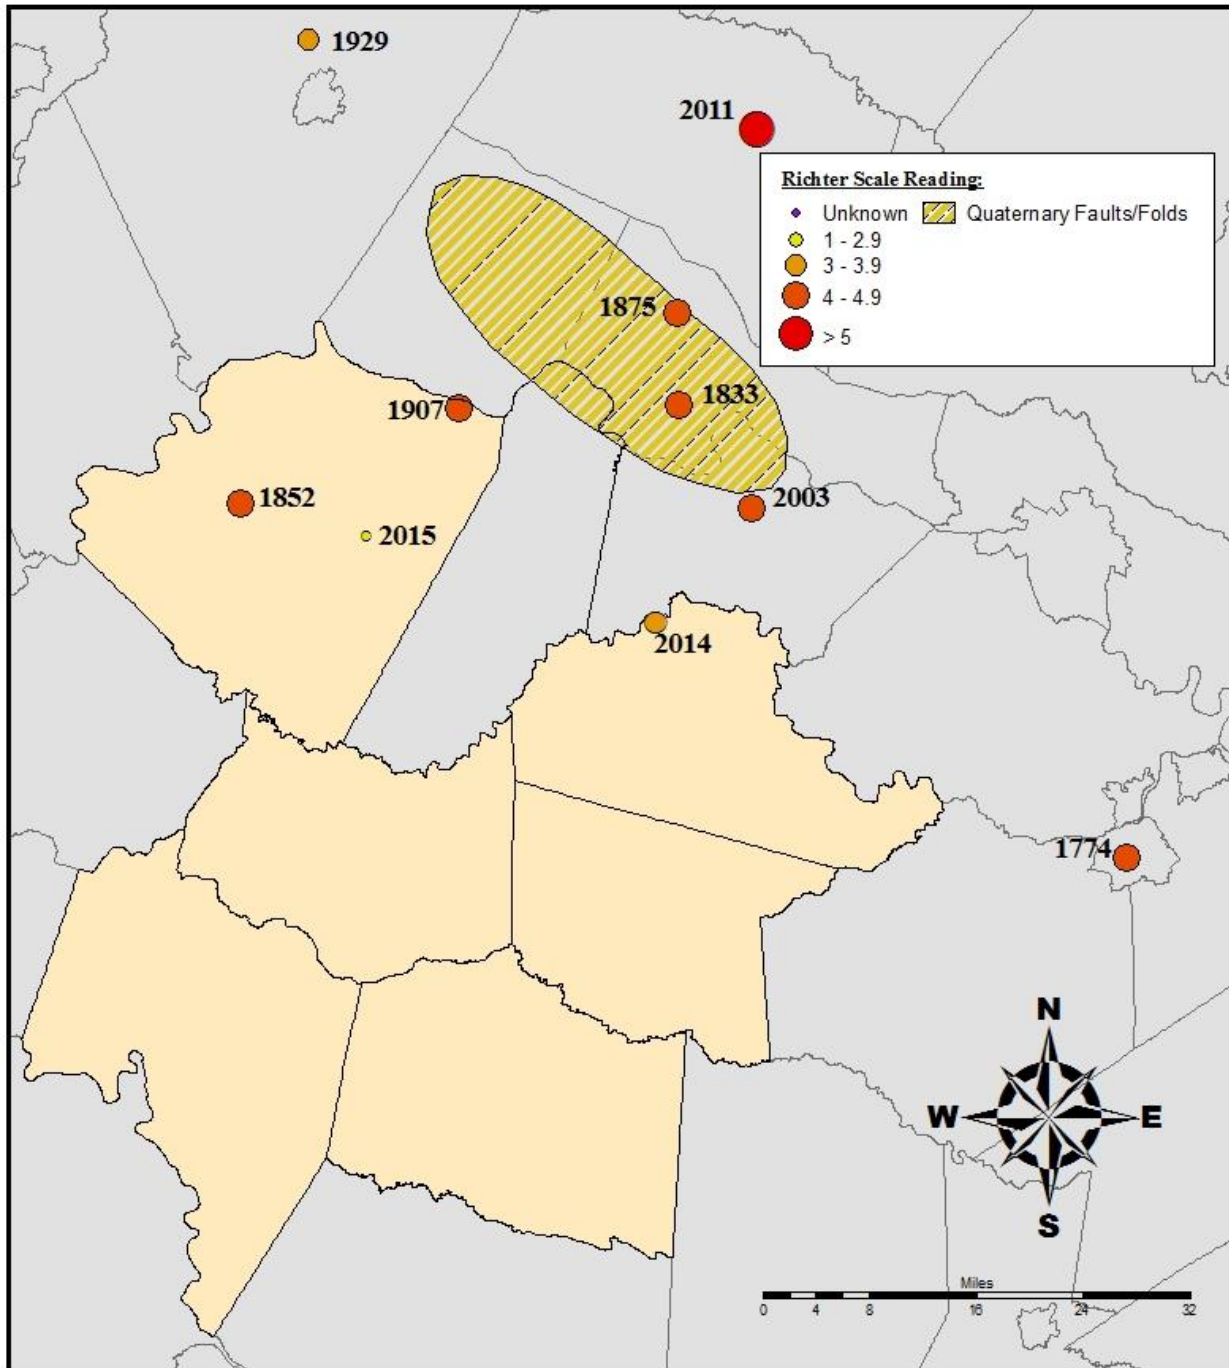 1929
2011
Richter Scale Reading:
Unknown
Quaternary Faults/Folds
1 - 2.9
3 - 3.9
4 - 4.9
> 5
1875
1833
1907
1852
2003
2015
2014
1774
N
W
E
S
Miles
0 4 8 16 24 32